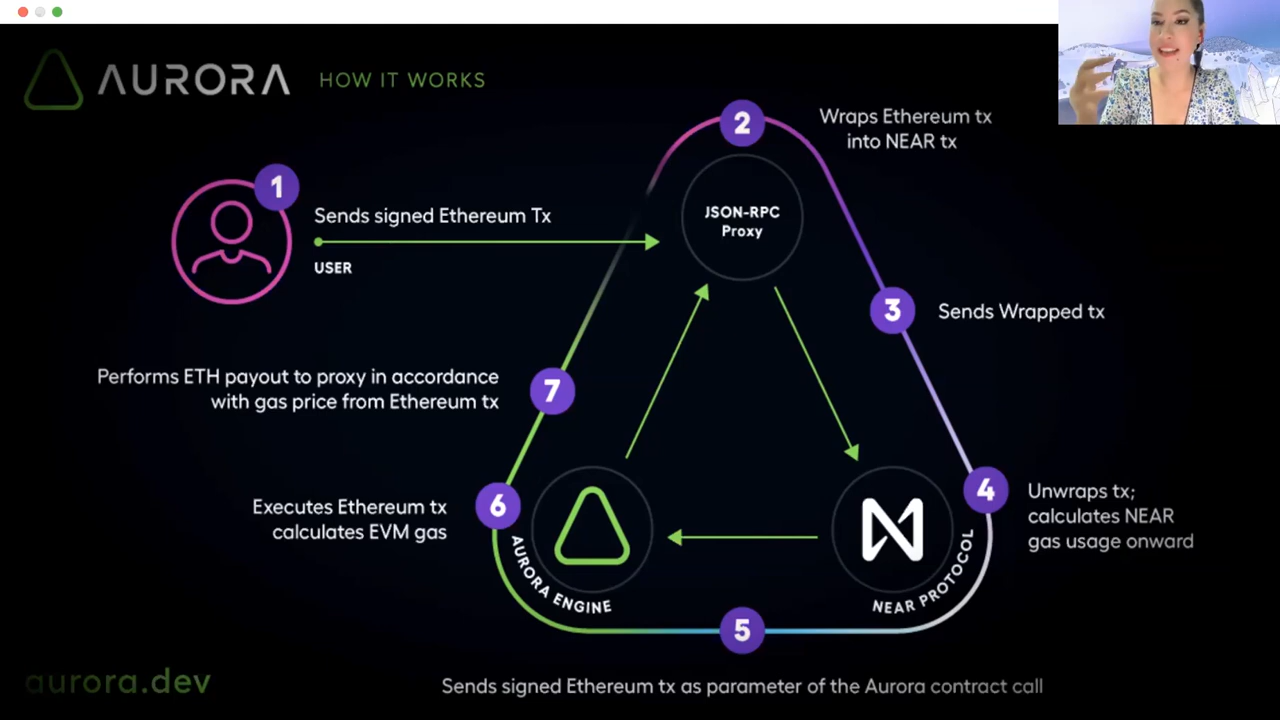 AURORA HOW IT WORKS
2
Wraps Ethereum tx
into NEAR tx
1
Sends signed Ethereum Tx
USER
JSON-RPC
Proxy
3
Sends Wrapped tx
7
Performs ETH payout to proxy in accordance
with gas price from Ethereum tx
6
Executes Ethereum tx
calculates EVM gas
AURORA ENGINE
4
Unwraps tx;
calculates NEAR
gas usage onward
NEAR PROTOCOL
5
Sends signed Ethereum tx as parameter of the Aurora contract call
aurora.dev